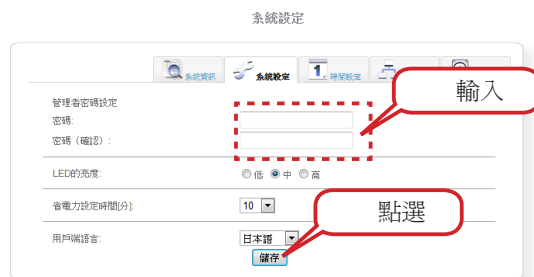 系統設定
系統資訊 系統設定 1. 時間設定
輸入
管理者密碼設定
密碼:
密碼（確認）:
LED的亮度: 低 中 高
省電力設定時間[分]: 10
點選
用戶端語言: 日本語
儲存